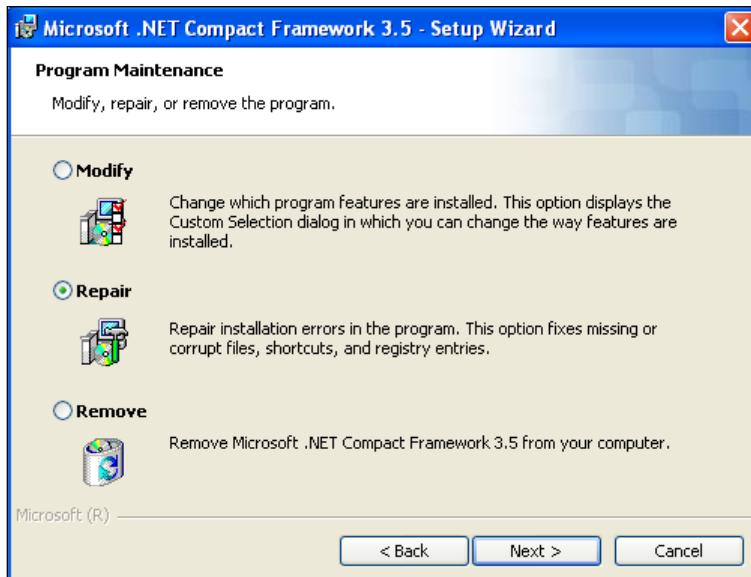 Microsoft .NET Compact Framework 3.5 - Setup Wizard
Program Maintenance
Modify, repair, or remove the program.
Modify
Change which program features are installed. This option displays the
Custom Selection dialog in which you can change the way features are
installed.
Repair
Repair installation errors in the program. This option fixes missing or
corrupt files, shortcuts, and registry entries.
Remove
Remove Microsoft .NET Compact Framework 3.5 from your computer.
Microsoft (R)
< Back Next > Cancel